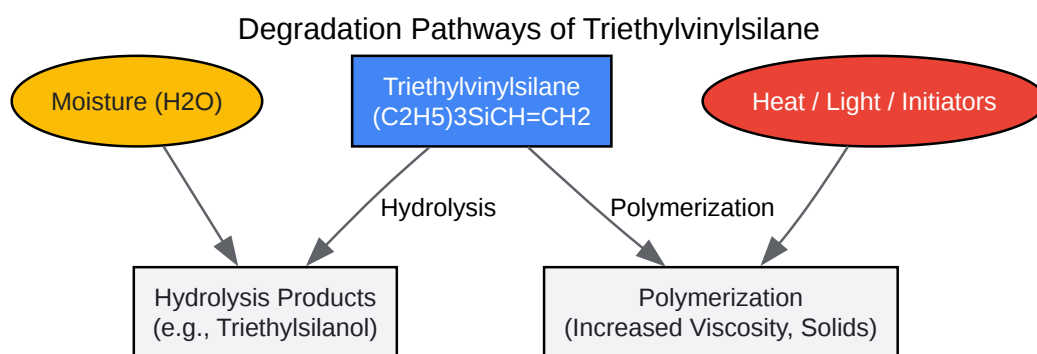 Degradation Pathways of Triethylvinylsilane
Moisture (H2O)
Triethylvinylsilane
(C2H5)3SiCH=CH2
Heat / Light / Initiators
Hydrolysis
Polymerization
Hydrolysis Products
(e.g., Triethylsilanol)
Polymerization
(Increased Viscosity, Solids)